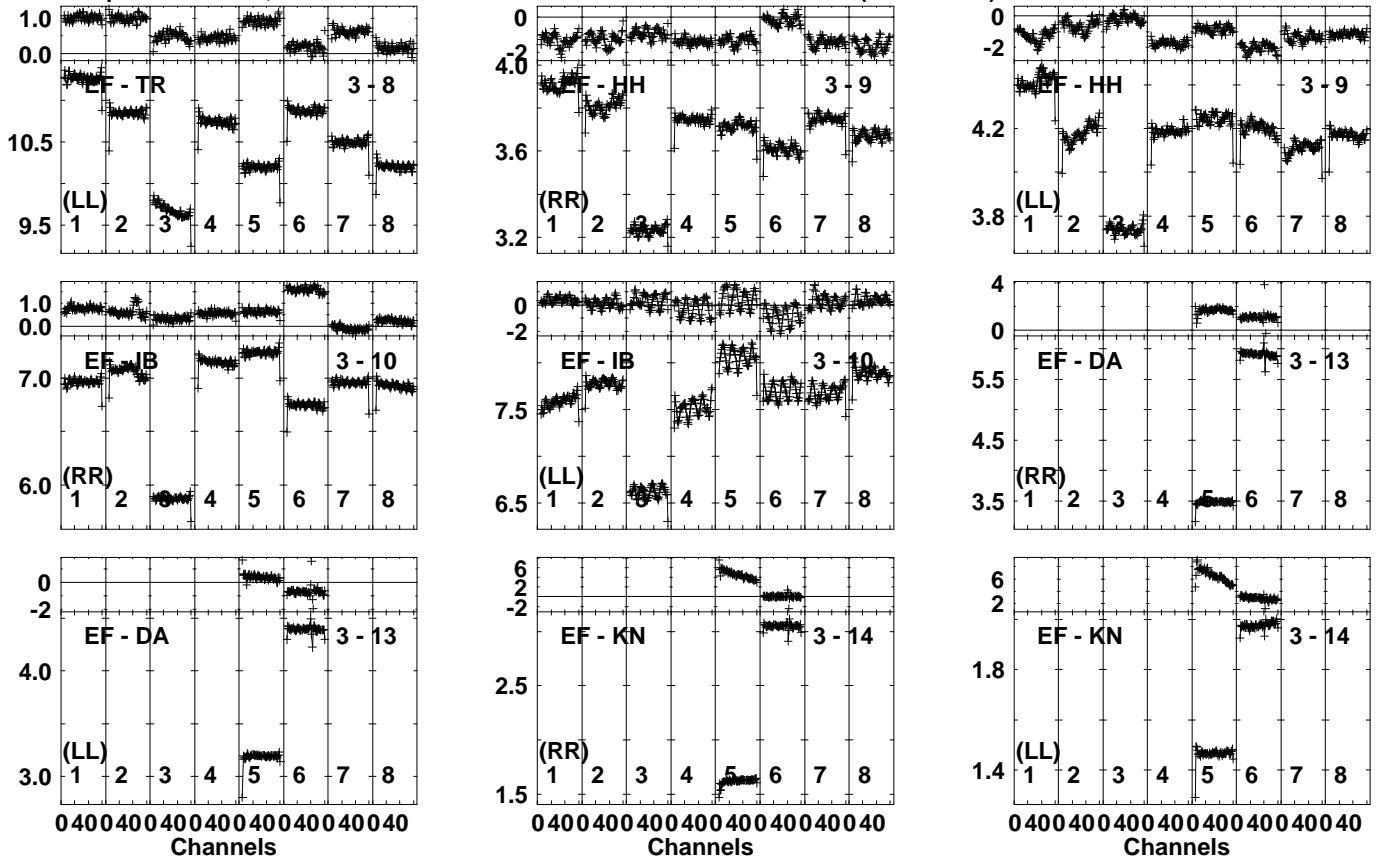 1.0
0.0
EF - TR 3 - 8
10.5
(LL)
9.5 1 2 3 4 5 6 7 8
0
-2
4.0 EF - HH 3 - 9
3.6
(RR)
3.2 1 2 3 4 5 6 7 8
0
-2
EF - HH 3 - 9
4.2
(LL)
3.8 1 2 3 4 5 6 7 8
1.0
0.0
EF - IB 3 - 10
7.0
(RR)
6.0 1 2 3 4 5 6 7 8
0
-2
EF - IB 3 - 10
7.5
(LL)
6.5 1 2 3 4 5 6 7 8
4
0
EF - DA 3 - 13
5.5
4.5
(RR)
3.5 1 2 3 4 5 6 7 8
0
-2
EF - DA 3 - 13
4.0
(LL)
3.0 1 2 3 4 5 6 7 8
0 40 0 40 0 40 0 40 0 40 0 40 0 40 0 40
Channels
6
2
-2
EF - KN 3 - 14
2.5
(RR)
1.5 1 2 3 4 5 6 7 8
0 40 0 40 0 40 0 40 0 40 0 40 0 40 0 40
Channels
6
2
EF - KN 3 - 14
1.8
(LL)
1.4 1 2 3 4 5 6 7 8
0 40 0 40 0 40 0 40 0 40 0 40 0 40 0 40
Channels